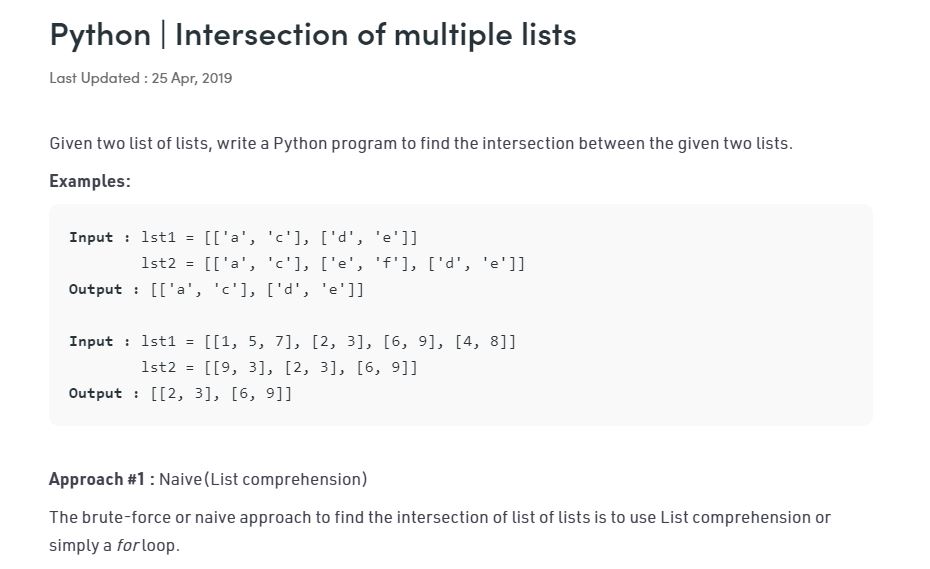 Python | Intersection of multiple lists
Last Updated : 25 Apr, 2019
Given two list of lists, write a Python program to find the intersection between the given two lists.
Examples:
Input : lst1 = [['a', 'c'], ['d', 'e']]
lst2 = [['a', 'c'], ['e', 'f'], ['d', 'e']]
Output : [['a', 'c'], ['d', 'e']]
Input : lst1 = [[1, 5, 7], [2, 3], [6, 9], [4, 8]]
lst2 = [[9, 3], [2, 3], [6, 9]]
Output : [[2, 3], [6, 9]]
Approach #1 : Naive(List comprehension)
The brute-force or naive approach to find the intersection of list of lists is to use List comprehension or
simply a for loop.